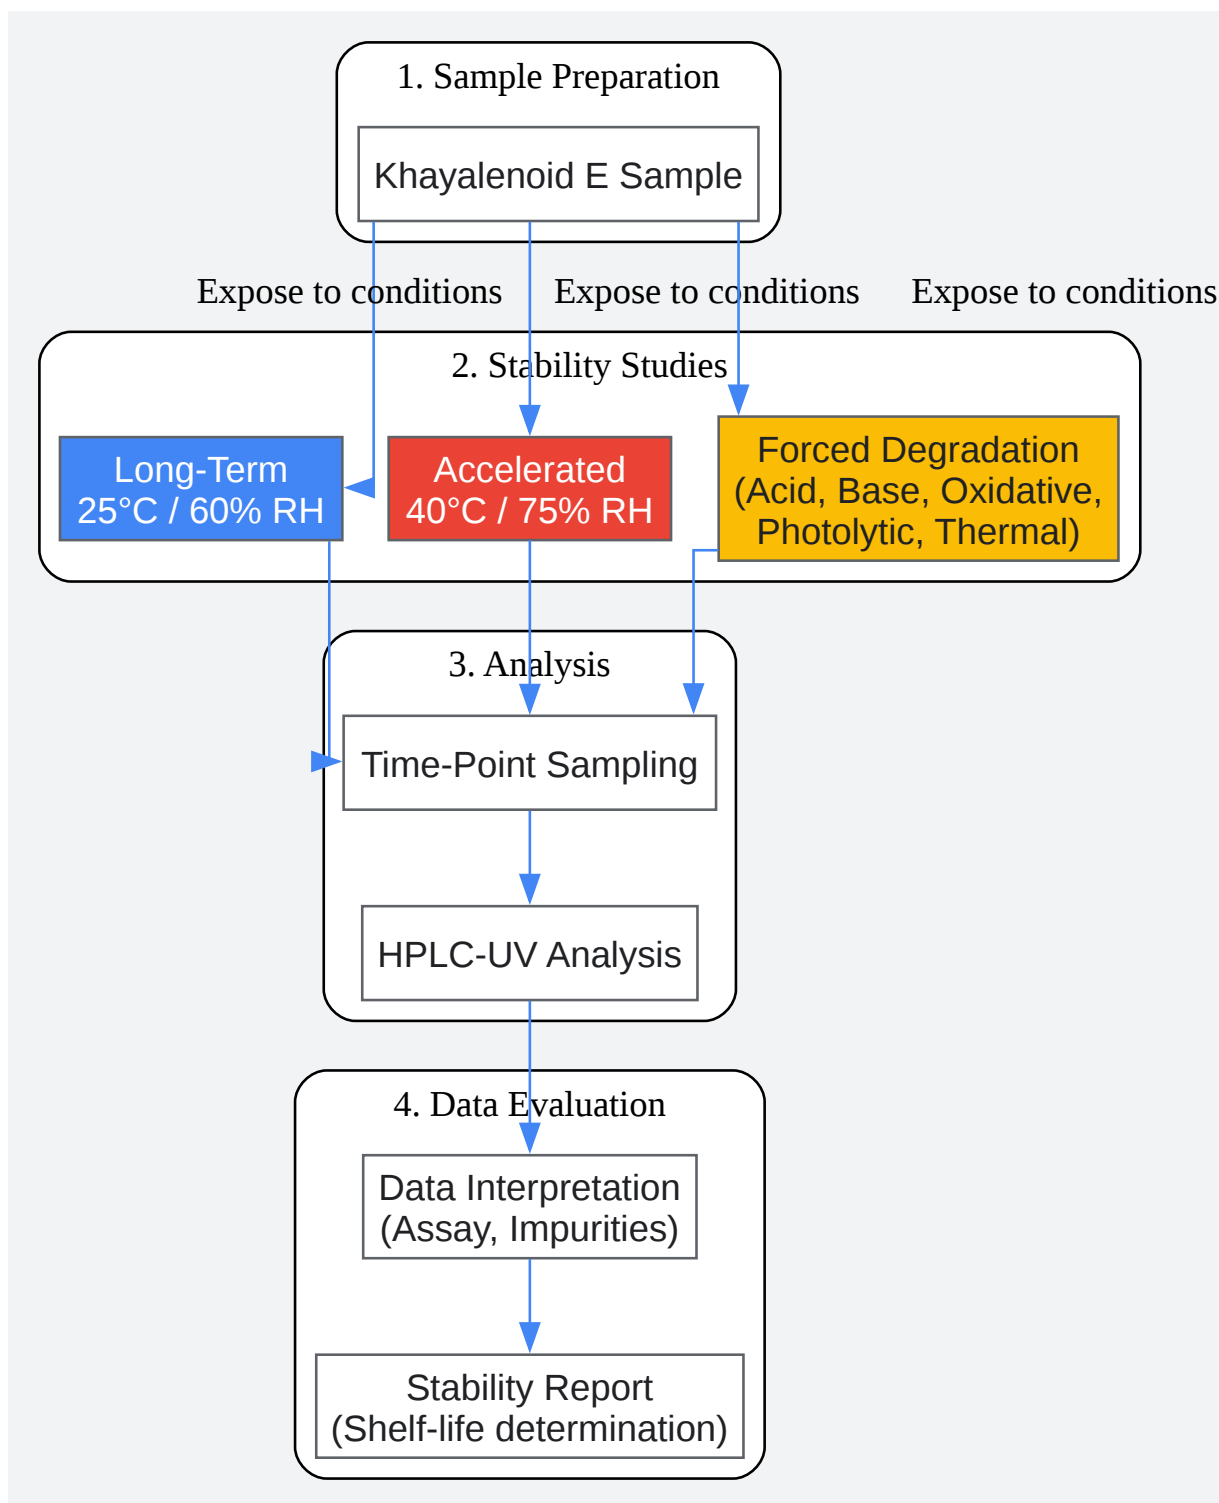 1. Sample Preparation
Khayalenoid E Sample
Expose to conditions
Expose to conditions
Expose to conditions
2. Stability Studies
Long-Term
25°C / 60% RH
Accelerated
40°C / 75% RH
Forced Degradation
(Acid, Base, Oxidative,
Photolytic, Thermal)
3. Analysis
Time-Point Sampling
HPLC-UV Analysis
4. Data Evaluation
Data Interpretation
(Assay, Impurities)
Stability Report
(Shelf-life determination)